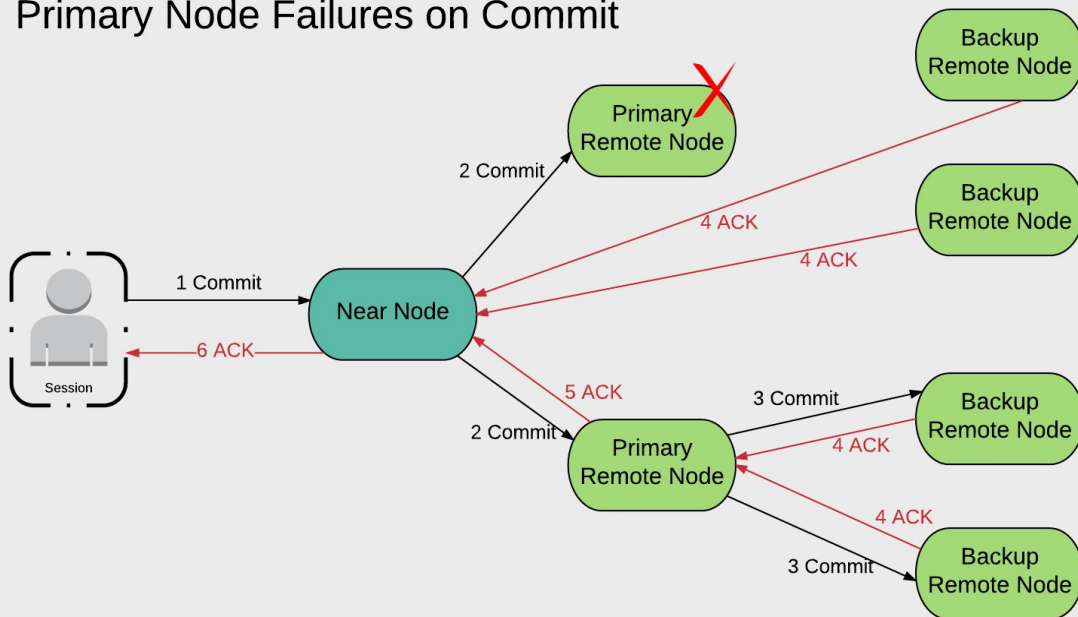 Primary Node Failures on Commit
Backup
Remote Node
Primary
Remote Node
2 Commit
Backup
Remote Node
4 ACK
4 ACK
1 Commit
Near Node
6 ACK
Session
5 ACK
2 Commit
Primary
Remote Node
3 Commit
Backup
Remote Node
4 ACK
4 ACK
3 Commit
Backup
Remote Node